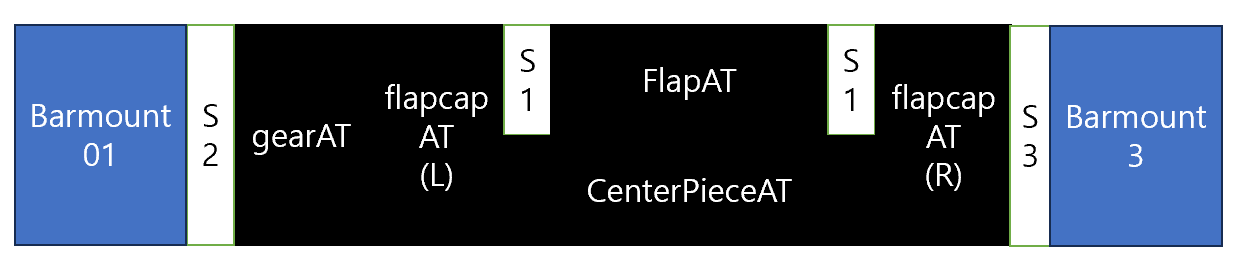 Barmount
01
S
2
gearAT
flapcap
AT
(L)
S
1
FlapAT
CenterPieceAT
S
1
flapcap
AT
(R)
S
3
Barmount
3